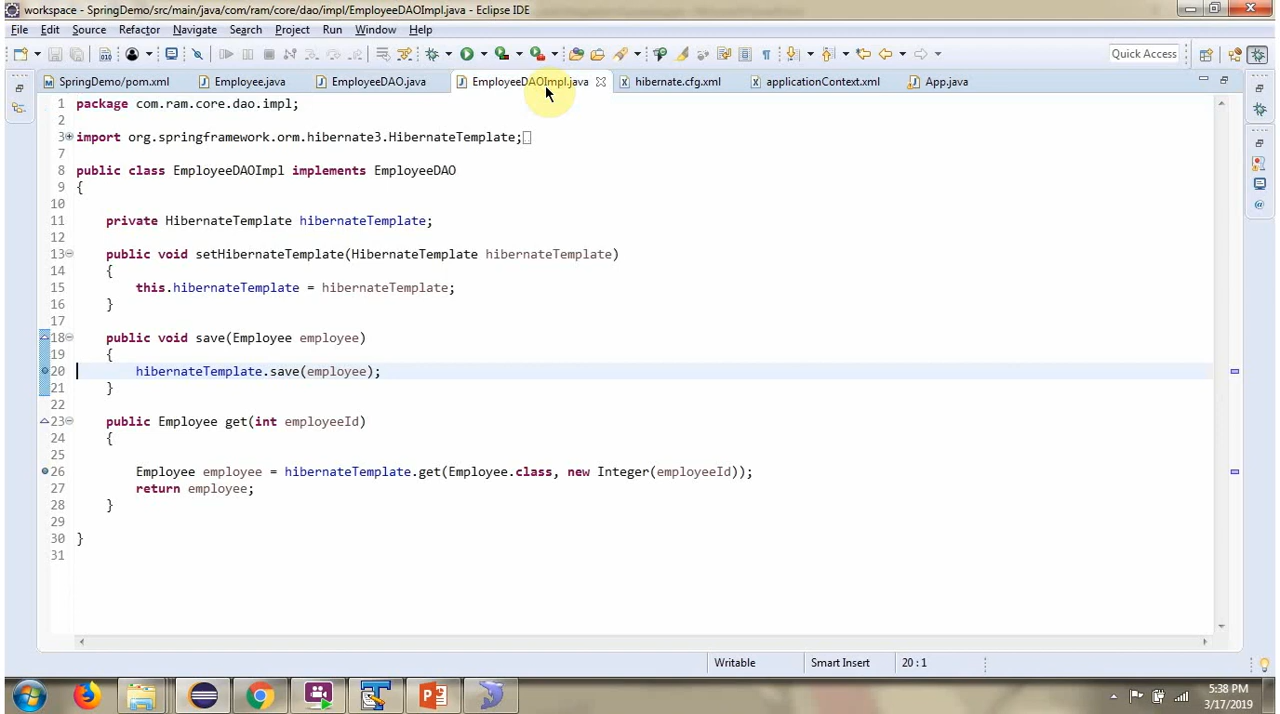 workspace - SpringDemo/src/main/java/com/ram/core/dao/impl/EmployeeDAOImpl.java - Eclipse IDE
File Edit Source Refactor Navigate Search Project Run Window Help
Quick Access
SpringDemo/pom.xml Employee.java EmployeeDAO.java EmployeeDAOImpl.java hibernate.cfg.xml applicationContext.xml App.java
1 package com.ram.core.dao.impl;
2
3 import org.springframework.orm.hibernate3.HibernateTemplate;
7
8 public class EmployeeDAOImpl implements EmployeeDAO
9 {
10
11 private HibernateTemplate hibernateTemplate;
12
13 public void setHibernateTemplate(HibernateTemplate hibernateTemplate)
14 {
15 this.hibernateTemplate = hibernateTemplate;
16 }
17
18 public void save(Employee employee)
19 {
20 hibernateTemplate.save(employee);
21 }
22
23 public Employee get(int employeeId)
24 {
25
26 Employee employee = hibernateTemplate.get(Employee.class, new Integer(employeeId));
27 return employee;
28 }
29
30 }
31
Writable Smart Insert 20 : 1
5:38 PM
3/17/2019